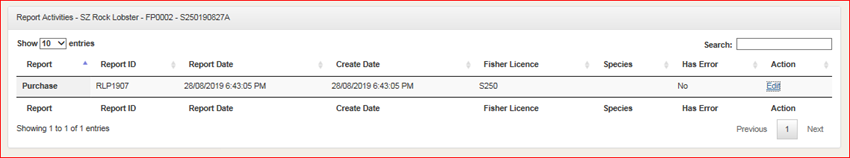 Report Activities - SZ Rock Lobster - FP0002 - S250190827A
Show 10 entries Search:
Report Report ID Report Date Create Date Fisher Licence Species Has Error Action
Purchase RLP1907 28/08/2019 6:43:05 PM 28/08/2019 6:43:05 PM S250 No Edit
Report Report ID Report Date Create Date Fisher Licence Species Has Error Action
Showing 1 to 1 of 1 entries Previous 1 Next